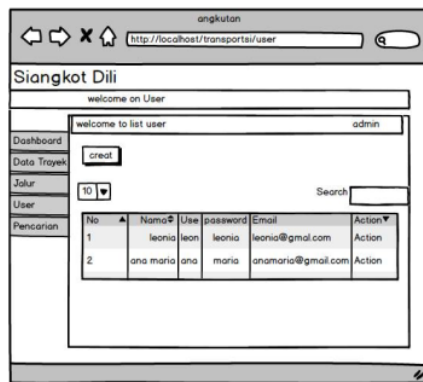 angkutan
http://localhost/transportsi/user
Siangkot Dili
welcome on User
welcome to list user admin
Dashboard
Data Trayek
Jalur
User
Pencarian
creat
10 Search
No Nama Use password Email Action
1 leonia leon leonia leonia@gmal.com Action
2 ana maria ana maria anamaria@gmail.com Action